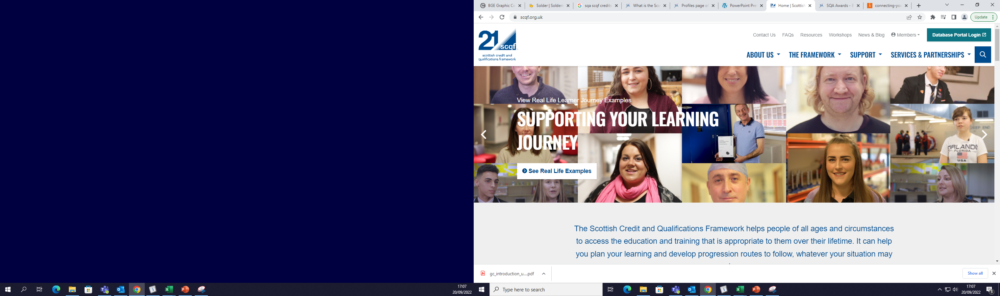 BGE Graphic Co
Solder | Solderi
sqa scqf credits
What is the Sco
Profiles page of
PowerPoint Pre
Home | Scottish
SQA Awards - B
connecting-you
scqf.org.uk
Update
21
scqf
scottish credit and
qualifications framework
Contact Us FAQs Resources Workshops News & Blog Members Database Portal Login
ABOUT US THE FRAMEWORK SUPPORT SERVICES & PARTNERSHIPS
View Real Life Learner Journey Examples
SUPPORTING YOUR LEARNING
JOURNEY
See Real Life Examples
DEEP END
ORLANDO
FLORIDA
USA
The Scottish Credit and Qualifications Framework helps people of all ages and circumstances
to access the education and training that is appropriate to them over their lifetime. It can help
you plan your learning and develop progression routes to follow, whatever your situation may
gc_introduction_u....pdf
Show all
17:07
20/09/2022
Type here to search
17:07
20/09/2022
3